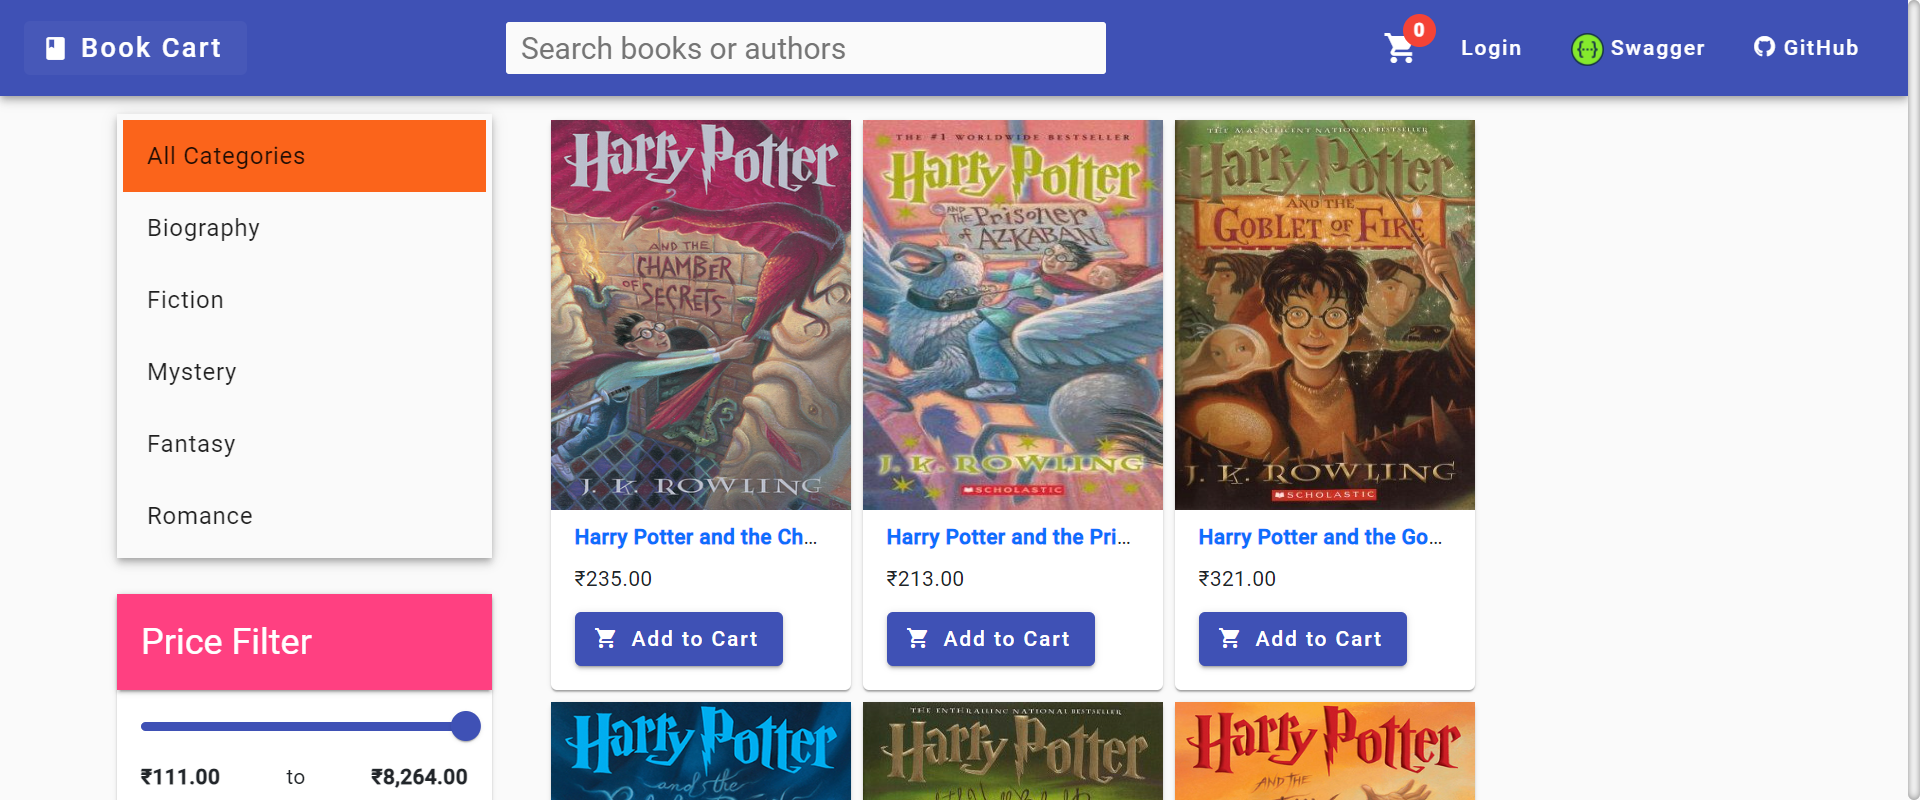 Book Cart
Search books or authors
0
Login
Swagger
GitHub
All Categories
Biography
Fiction
Mystery
Fantasy
Romance
Price Filter
₹111.00 to ₹8,264.00
Harry Potter
AND THE
CHAMBER
OF SECRETS
J. K. ROWLING
Harry Potter and the Ch...
₹235.00
Add to Cart
THE #1 WORLDWIDE BESTSELLER
Harry Potter
AND THE Prisoner
of AZKABAN
J. K. ROWLING
SCHOLASTIC
Harry Potter and the Pri...
₹213.00
Add to Cart
THE MAGNIFICENT NATIONAL BESTSELLER
Harry Potter
AND THE
GOBLET OF FIRE
J. K. ROWLING
SCHOLASTIC
Harry Potter and the Go...
₹321.00
Add to Cart
Harry Potter
and the
THE ENTHRALLING NATIONAL BESTSELLER
Harry Potter
Harry Potter
AND THE